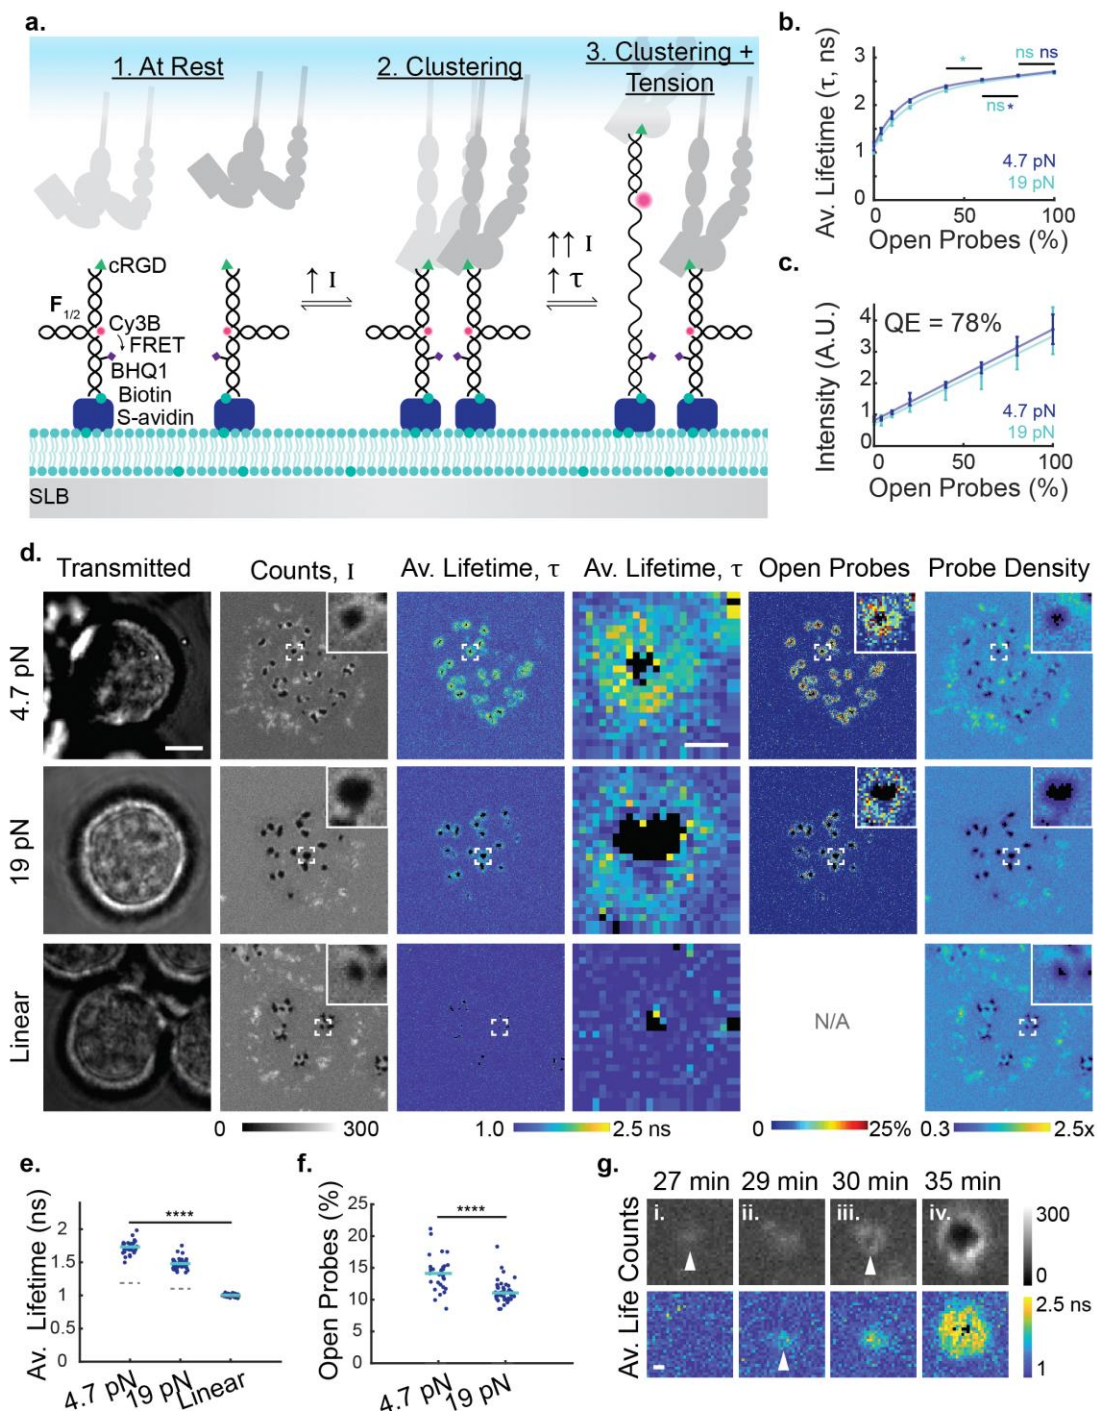 a.
1. At Rest
2. Clustering
3. Clustering +
Tension
cRGD
F1/2
Cy3B
FRET
BHQ1
Biotin
S-avidin
↑ I
↑↑ I
↑ τ
SLB
b.
Av. Lifetime (τ, ns)
3
2
1
0
*
ns ns
ns*
4.7 pN
19 pN
0 50 100
Open Probes (%)
c.
Intensity (A.U.)
4
3
2
1
0
QE = 78%
4.7 pN
19 pN
0 50 100
Open Probes (%)
d.
Transmitted
Counts, I
Av. Lifetime, τ
Av. Lifetime, τ
Open Probes
Probe Density
4.7 pN
19 pN
Linear
N/A
0 300
1.0 2.5 ns
0 25%
0.3 2.5x
e.
Av. Lifetime (ns)
2
1.5
1
0.5
0
****
4.7 pN
19 pN
Linear
f.
Open Probes (%)
25
20
15
10
5
0
****
4.7 pN
19 pN
g.
27 min 29 min 30 min 35 min
Counts
i. ii. iii. iv.
300
0
Av. Life
2.5 ns
1